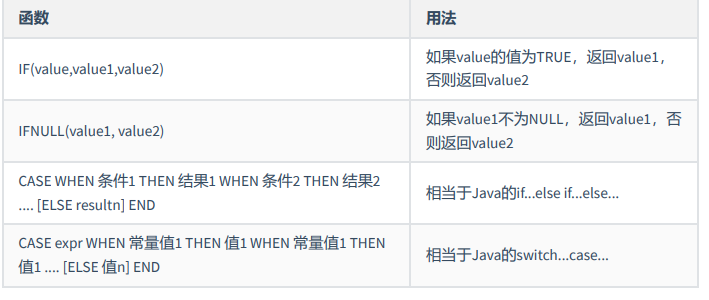 函数
用法
IF(value,value1,value2)
如果value的值为TRUE，返回value1，
否则返回value2
IFNULL(value1, value2)
如果value1不为NULL，返回value1，否
则返回value2
CASE WHEN 条件1 THEN 结果1 WHEN 条件2 THEN 结果2
.... [ELSE resultn] END
相当于Java的if...else if...else...
CASE expr WHEN 常量值1 THEN 值1 WHEN 常量值1 THEN
值1 .... [ELSE 值n] END
相当于Java的switch...case...